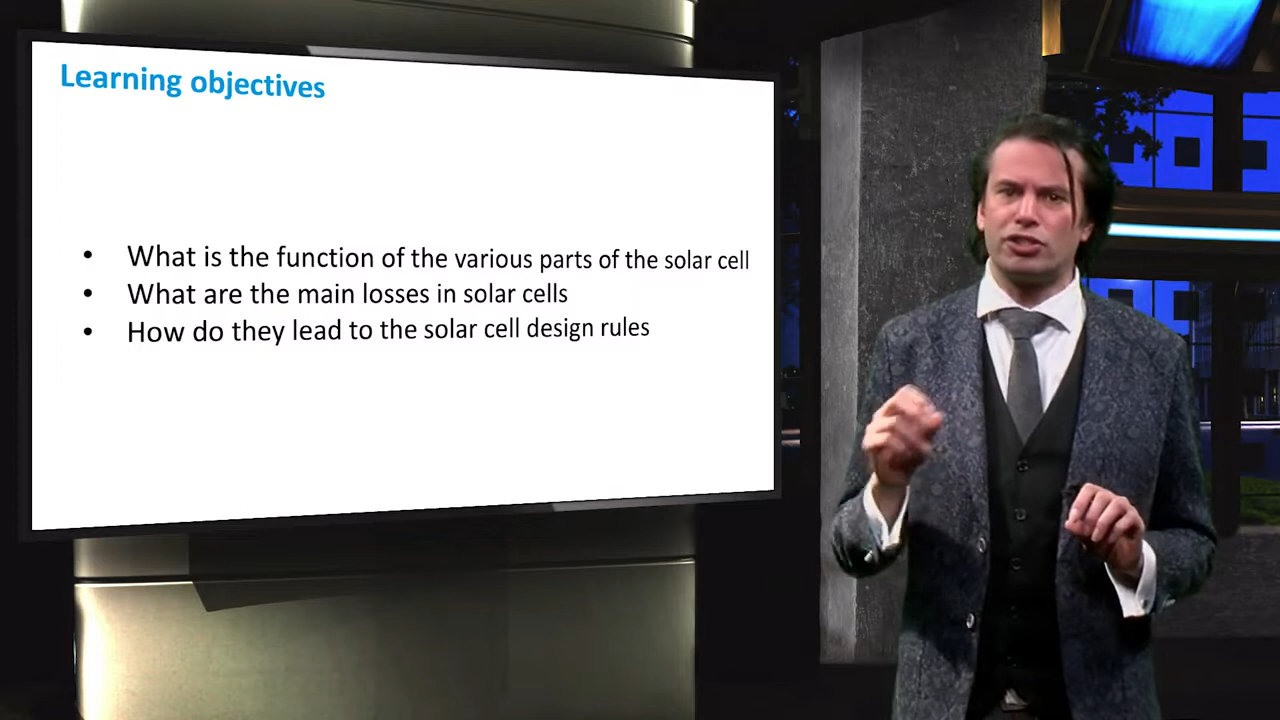 Learning objectives
• What is the function of the various parts of the solar cell
• What are the main losses in solar cells
• How do they lead to the solar cell design rules